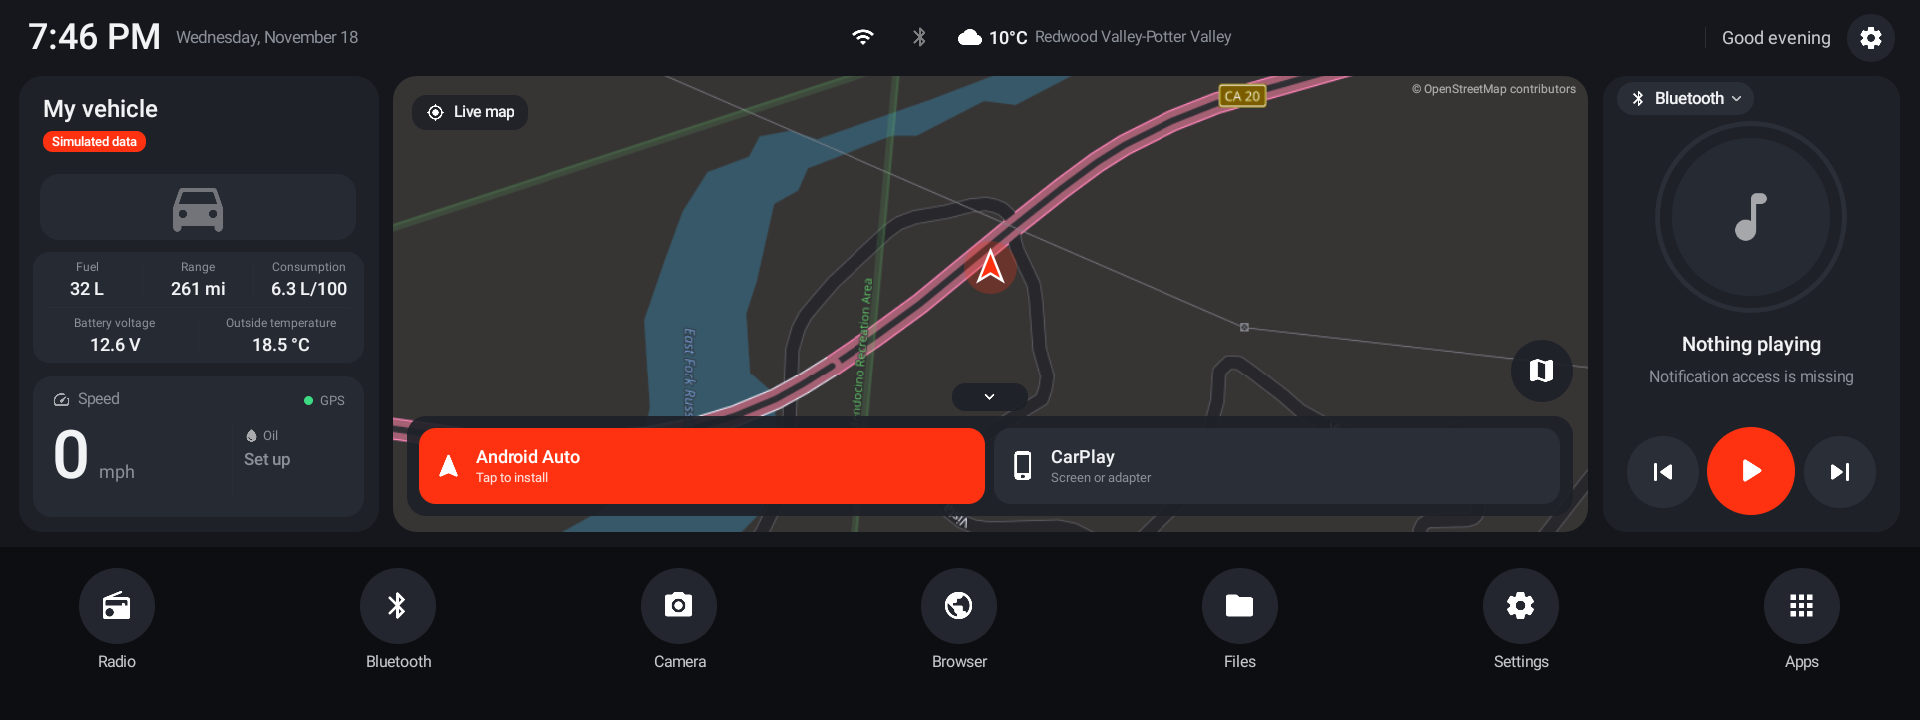 7:46 PM
Wednesday, November 18
10°C Redwood Valley-Potter Valley
Good evening
My vehicle
Simulated data
Fuel
32 L
Range
261 mi
Consumption
6.3 L/100
Battery voltage
12.6 V
Outside temperature
18.5 °C
Speed
GPS
0 mph
Oil
Set up
Live map
CA 20
© OpenStreetMap contributors
East Fork Russ
ndocino Recreation Area
Android Auto
Tap to install
CarPlay
Screen or adapter
Bluetooth
Nothing playing
Notification access is missing
Radio
Bluetooth
Camera
Browser
Files
Settings
Apps